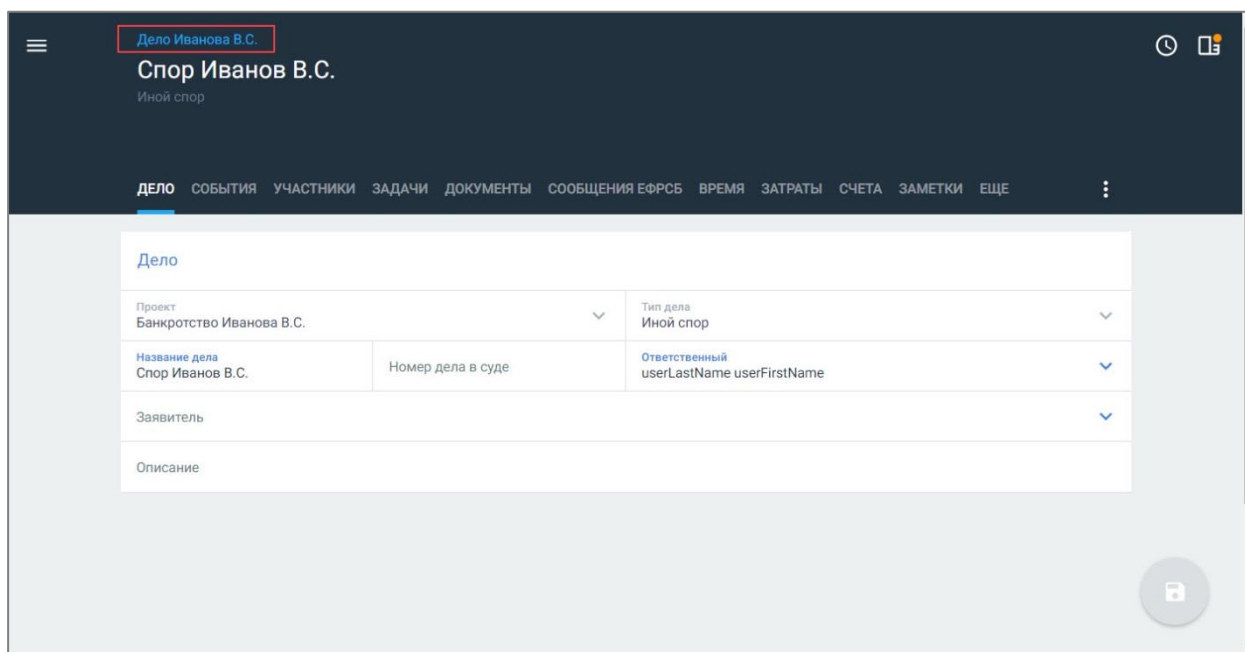 Дело Иванова В.С.
Спор Иванов В.С.
Иной спор
ДЕЛО СОБЫТИЯ УЧАСТНИКИ ЗАДАЧИ ДОКУМЕНТЫ СООБЩЕНИЯ ЕФРСБ ВРЕМЯ ЗАТРАТЫ СЧЕТА ЗАМЕТКИ ЕЩЕ
Дело
Проект
Банкротство Иванова В.С.
Тип дела
Иной спор
Название дела
Спор Иванов В.С.
Номер дела в суде
Ответственный
userLastName userFirstName
Заявитель
Описание